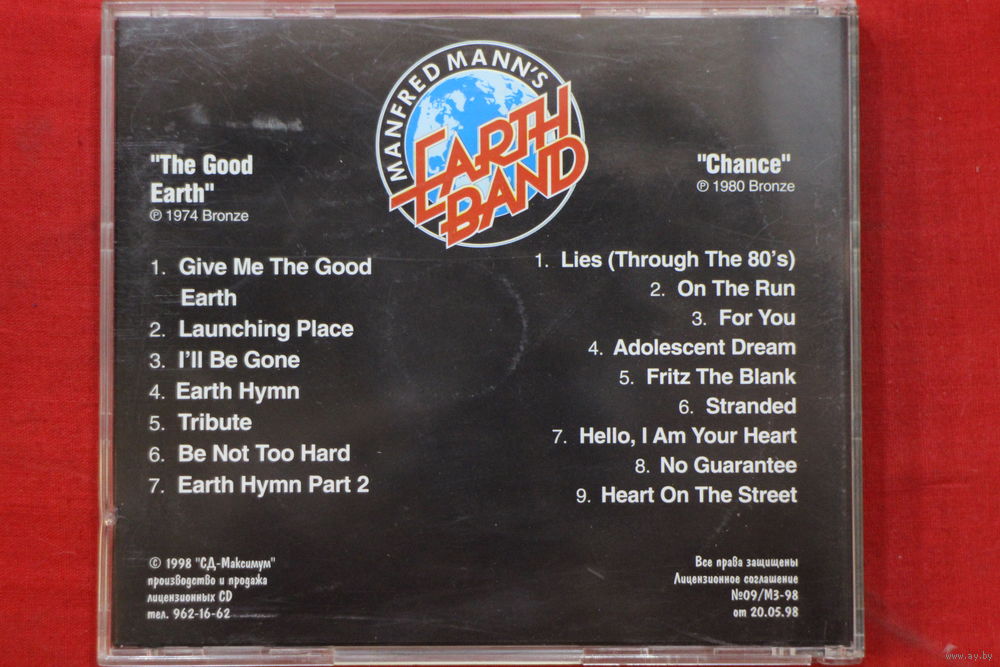 MANFRED MANN'S
EARTH
BAND
"The Good
Earth"
℗ 1974 Bronze
1. Give Me The Good
Earth
2. Launching Place
3. I'll Be Gone
4. Earth Hymn
5. Tribute
6. Be Not Too Hard
7. Earth Hymn Part 2
"Chance"
℗ 1980 Bronze
1. Lies (Through The 80's)
2. On The Run
3. For You
4. Adolescent Dream
5. Fritz The Blank
6. Stranded
7. Hello, I Am Your Heart
8. No Guarantee
9. Heart On The Street
© 1998 "СД-Максимум"
производство и продажа
лицензионных CD
тел. 962-16-62
Все права защищены
Лицензионное соглашение
№09/МЗ-98
от 20.05.98
www.ay.by